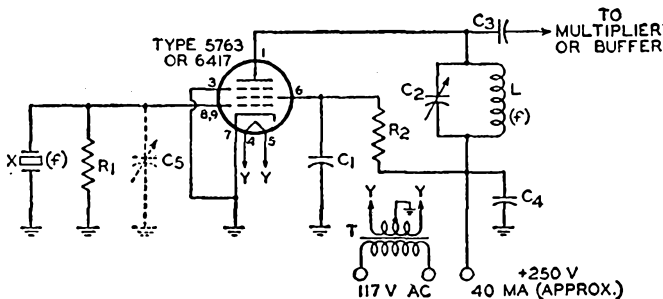 TYPE 5763
OR 6417
1
3
8,9
7
4
5
6
X
(f)
R1
C5
Y
Y
C1
R2
C2
C3
L
(f)
C4
TO
MULTIPLIER
OR BUFFER
Y
Y
T
117 V AC
+250 V
40 MA (APPROX.)